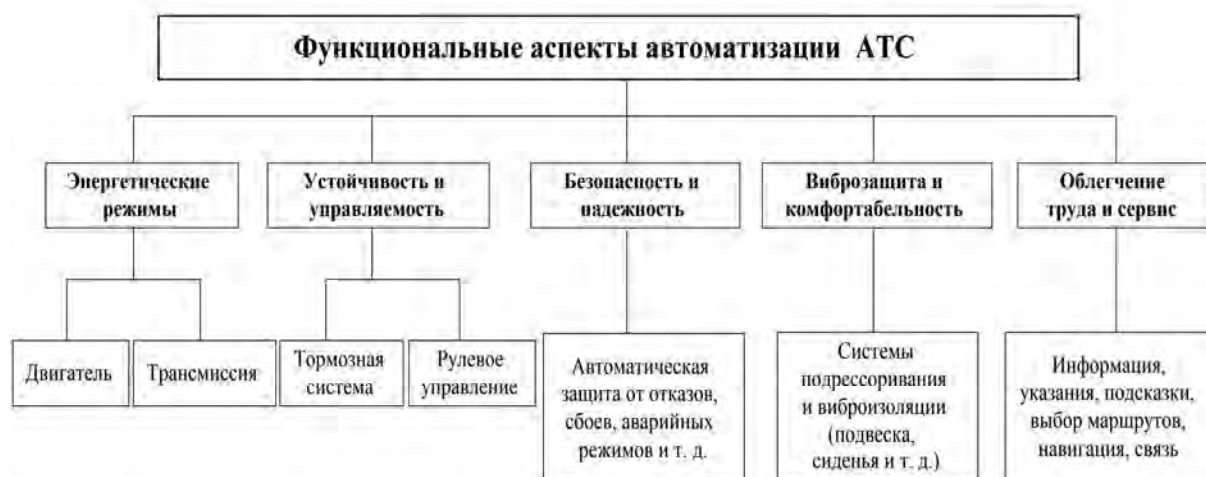 Функциональные аспекты автоматизации АТС
Энергетические
режимы
Устойчивость и
управляемость
Безопасность и
надежность
Виброзащита и
комфортабельность
Облегчение
труда и сервис
Двигатель
Трансмиссия
Тормозная
система
Рулевое
управление
Автоматическая
защита от отказов,
сбоев, аварийных
режимов и т. д.
Системы
подрессоривания
и виброизоляции
(подвеска,
сиденья и т. д.)
Информация,
указания, подсказки,
выбор маршрутов,
навигация, связь